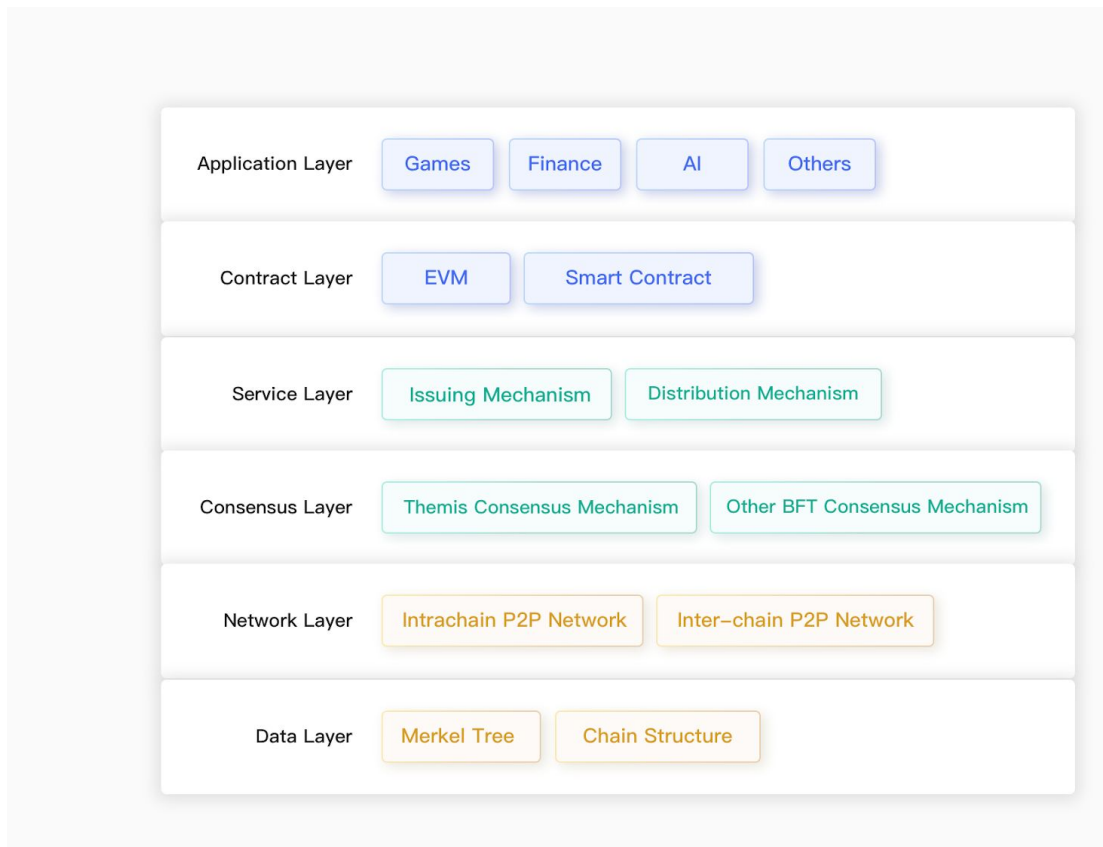 Application Layer Games Finance AI Others
Contract Layer EVM Smart Contract
Service Layer Issuing Mechanism Distribution Mechanism
Consensus Layer Themis Consensus Mechanism Other BFT Consensus Mechanism
Network Layer Intrachain P2P Network Inter-chain P2P Network
Data Layer Merkel Tree Chain Structure